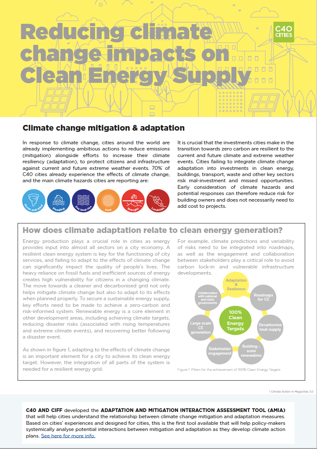 Reducing climate
change impacts on
Clean Energy Supply
C40
CITIES
Climate change mitigation & adaptation
In response to climate change, cities around the world are
already implementing ambitious actions to reduce emissions
(mitigation) alongside efforts to increase their climate
resiliency (adaptation), to protect citizens and infrastructure
against current and future extreme weather events. 70% of
C40 cities already experience the effects of climate change,
and the main climate hazards cities are reporting are:
It is crucial that the investments cities make in the
transition towards zero carbon are resilient to the
current and future climate and extreme weather
events. Cities failing to integrate climate change
adaptation into investments in clean energy,
buildings, transport, waste and other key sectors
risk mal-investment and missed opportunities.
Early consideration of climate hazards and
potential responses can therefore reduce risk for
building owners and does not necessarily need to
add cost to projects.
How does climate adaptation relate to clean energy generation?
Energy production plays a crucial role in cities as energy
provides input into almost all sectors on a city economy. A
resilient clean energy system is key for the functioning of city
services, and failing to adapt to the effects of climate change
can significantly impact the quality of people's lives. The
heavy reliance on fossil fuels and inefficient sources of energy
creates high vulnerability for citizens in a changing climate.
The move towards a cleaner and decarbonised grid not only
helps mitigate climate change but also to adapt to its effects
when planned properly. To secure a sustainable energy supply,
key efforts need to be made to achieve a zero-carbon and
risk-informed system. Renewable energy is a core element in
other development areas, including achieving climate targets,
reducing disaster risks (associated with rising temperatures
and extreme climate events), and recovering better following
a disaster event.
As shown in figure 1, adapting to the effects of climate change
is an important element for a city to achieve its clean energy
target. However, the integration of all parts of the system is
needed for a resilient energy grid.
For example, climate predictions and variability
of risks need to be integrated into roadmaps,
as well as the engagement and collaboration
between stakeholders play a critical role to avoid
carbon lock-in and vulnerable infrastructure
developments.
Adaptation
&
Resilience
Roadmaps
for CE
Decarbonised
heat supply
Building
level
renewables
Stakeholder
engagement
Large scale
CE
100%
Clean
Energy
Targets
C40 AND CIFF developed the ADAPTATION AND MITIGATION INTERACTION ASSESSMENT TOOL (AMIA)
that will help cities understand the relationship between climate change mitigation and adaptation measures.
Based on cities' experiences and designed for cities, this is the first tool available that will help policy-makers
systemically analyse potential interactions between mitigation and adaptation as they develop climate action
plans. See here for more info.